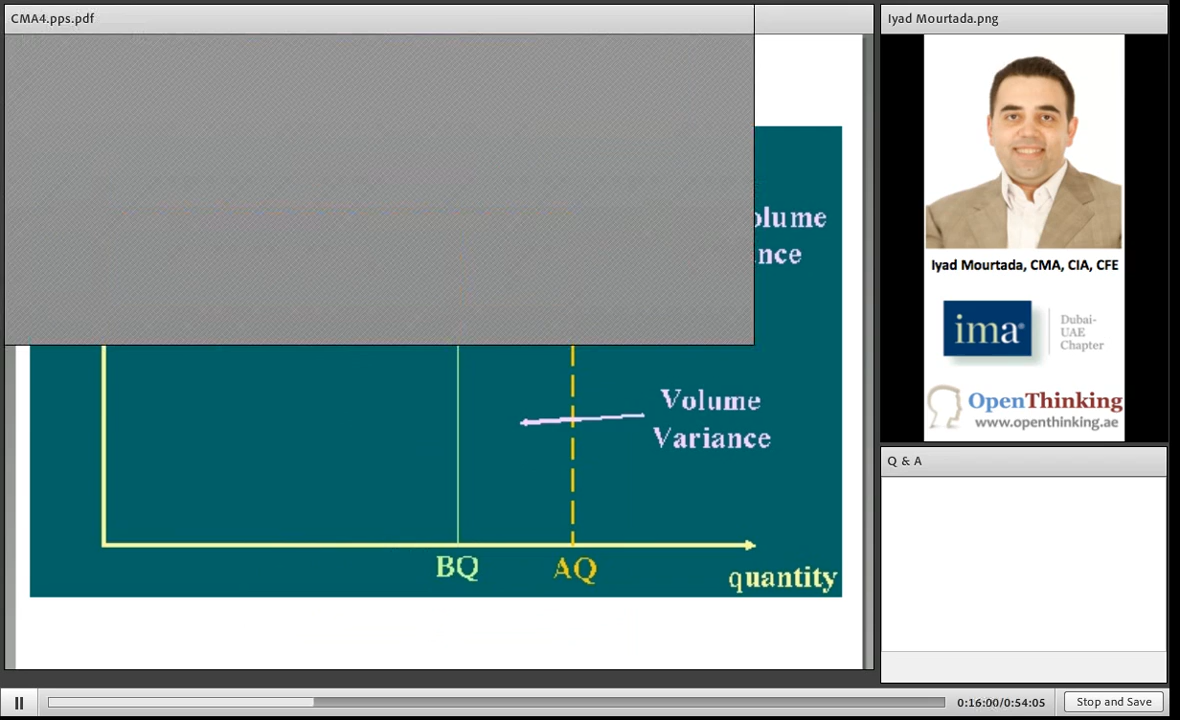 CMA4.pps.pdf
Iyad Mourtada.png
olume
nce
Volume
Variance
BQ
AQ
quantity
Iyad Mourtada, CMA, CIA, CFE
ima
Dubai-
UAE
Chapter
OpenThinking
www.openthinking.ae
Q & A
0:16:00/0:54:05
Stop and Save